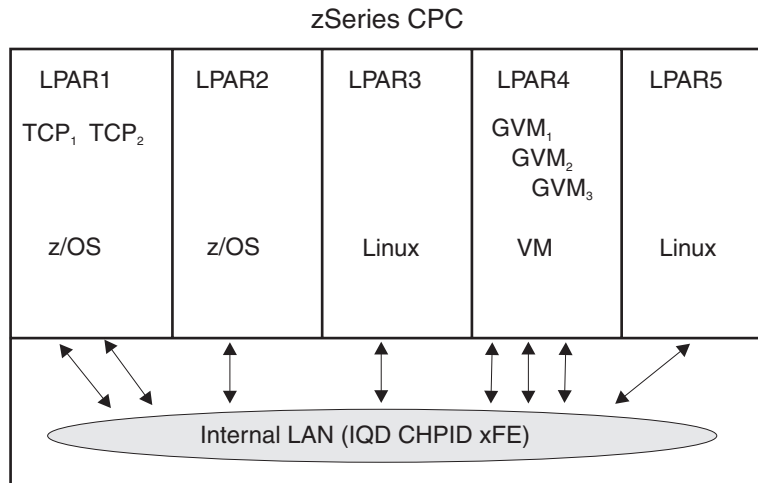 zSeries CPC
LPAR1 LPAR2 LPAR3 LPAR4 LPAR5
TCP₁ TCP₂
GVM₁
GVM₂
GVM₃
z/OS z/OS Linux VM Linux
Internal LAN (IQD CHPID xFE)